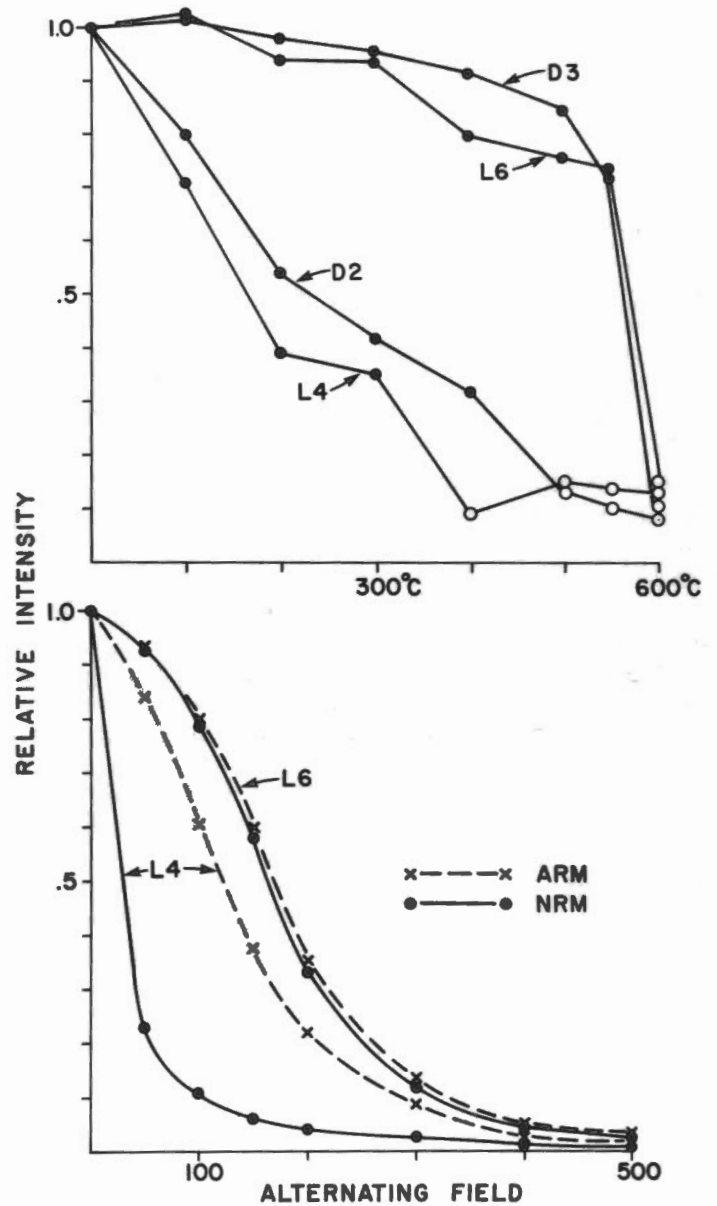 1.0
D3
L6
D2
.5
L4
300°C
600°C
RELATIVE INTENSITY
1.0
L6
L4
.5
x---x ARM
●—● NRM
100
500
ALTERNATING FIELD